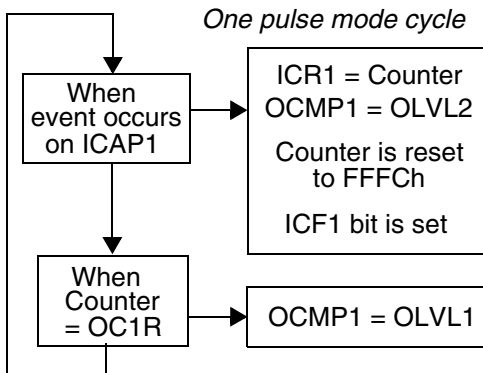 One pulse mode cycle
When
event occurs
on ICAP1
ICR1 = Counter
OCMP1 = OLVL2
Counter is reset
to FFFCh
ICF1 bit is set
When
Counter
= OC1R
OCMP1 = OLVL1